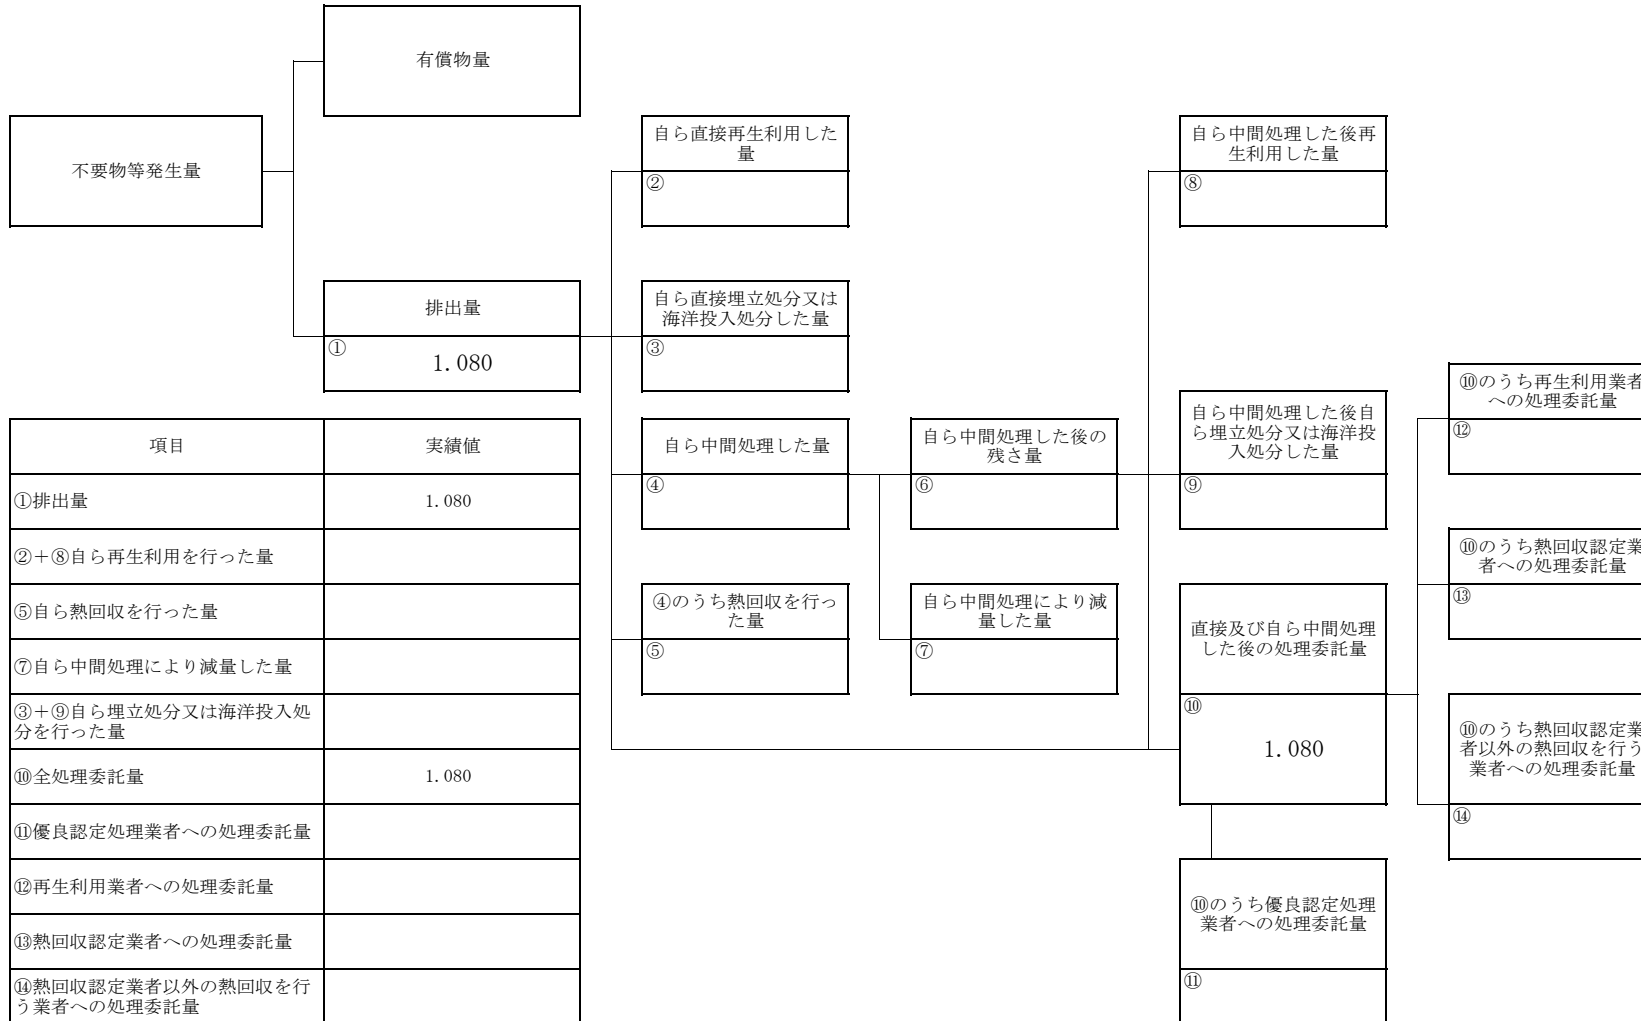 有償物量
不要物等発生量
自ら直接再生利用した
量
②
自ら中間処理した後再
生利用した量
⑧
排出量
①
1.080
自ら直接埋立処分又は
海洋投入処分した量
③
⑩のうち再生利用業者
への処理委託量
⑫
自ら中間処理した量
④
自ら中間処理した後の
残さ量
⑥
自ら中間処理した後自
ら埋立処分又は海洋投
入処分した量
⑨
⑩のうち熱回収認定業
者への処理委託量
⑬
④のうち熱回収を行っ
た量
⑤
自ら中間処理により減
量した量
⑦
直接及び自ら中間処理
した後の処理委託量
⑩
1.080
⑩のうち熱回収認定業
者以外の熱回収を行う
業者への処理委託量
⑭
⑩のうち優良認定処理
業者への処理委託量
⑪
項目 実績値
①排出量 1.080
②＋⑧自ら再生利用を行った量
⑤自ら熱回収を行った量
⑦自ら中間処理により減量した量
③＋⑨自ら埋立処分又は海洋投入処
分を行った量
⑩全処理委託量 1.080
⑪優良認定処理業者への処理委託量
⑫再生利用業者への処理委託量
⑬熱回収認定業者への処理委託量
⑭熱回収認定業者以外の熱回収を行
う業者への処理委託量